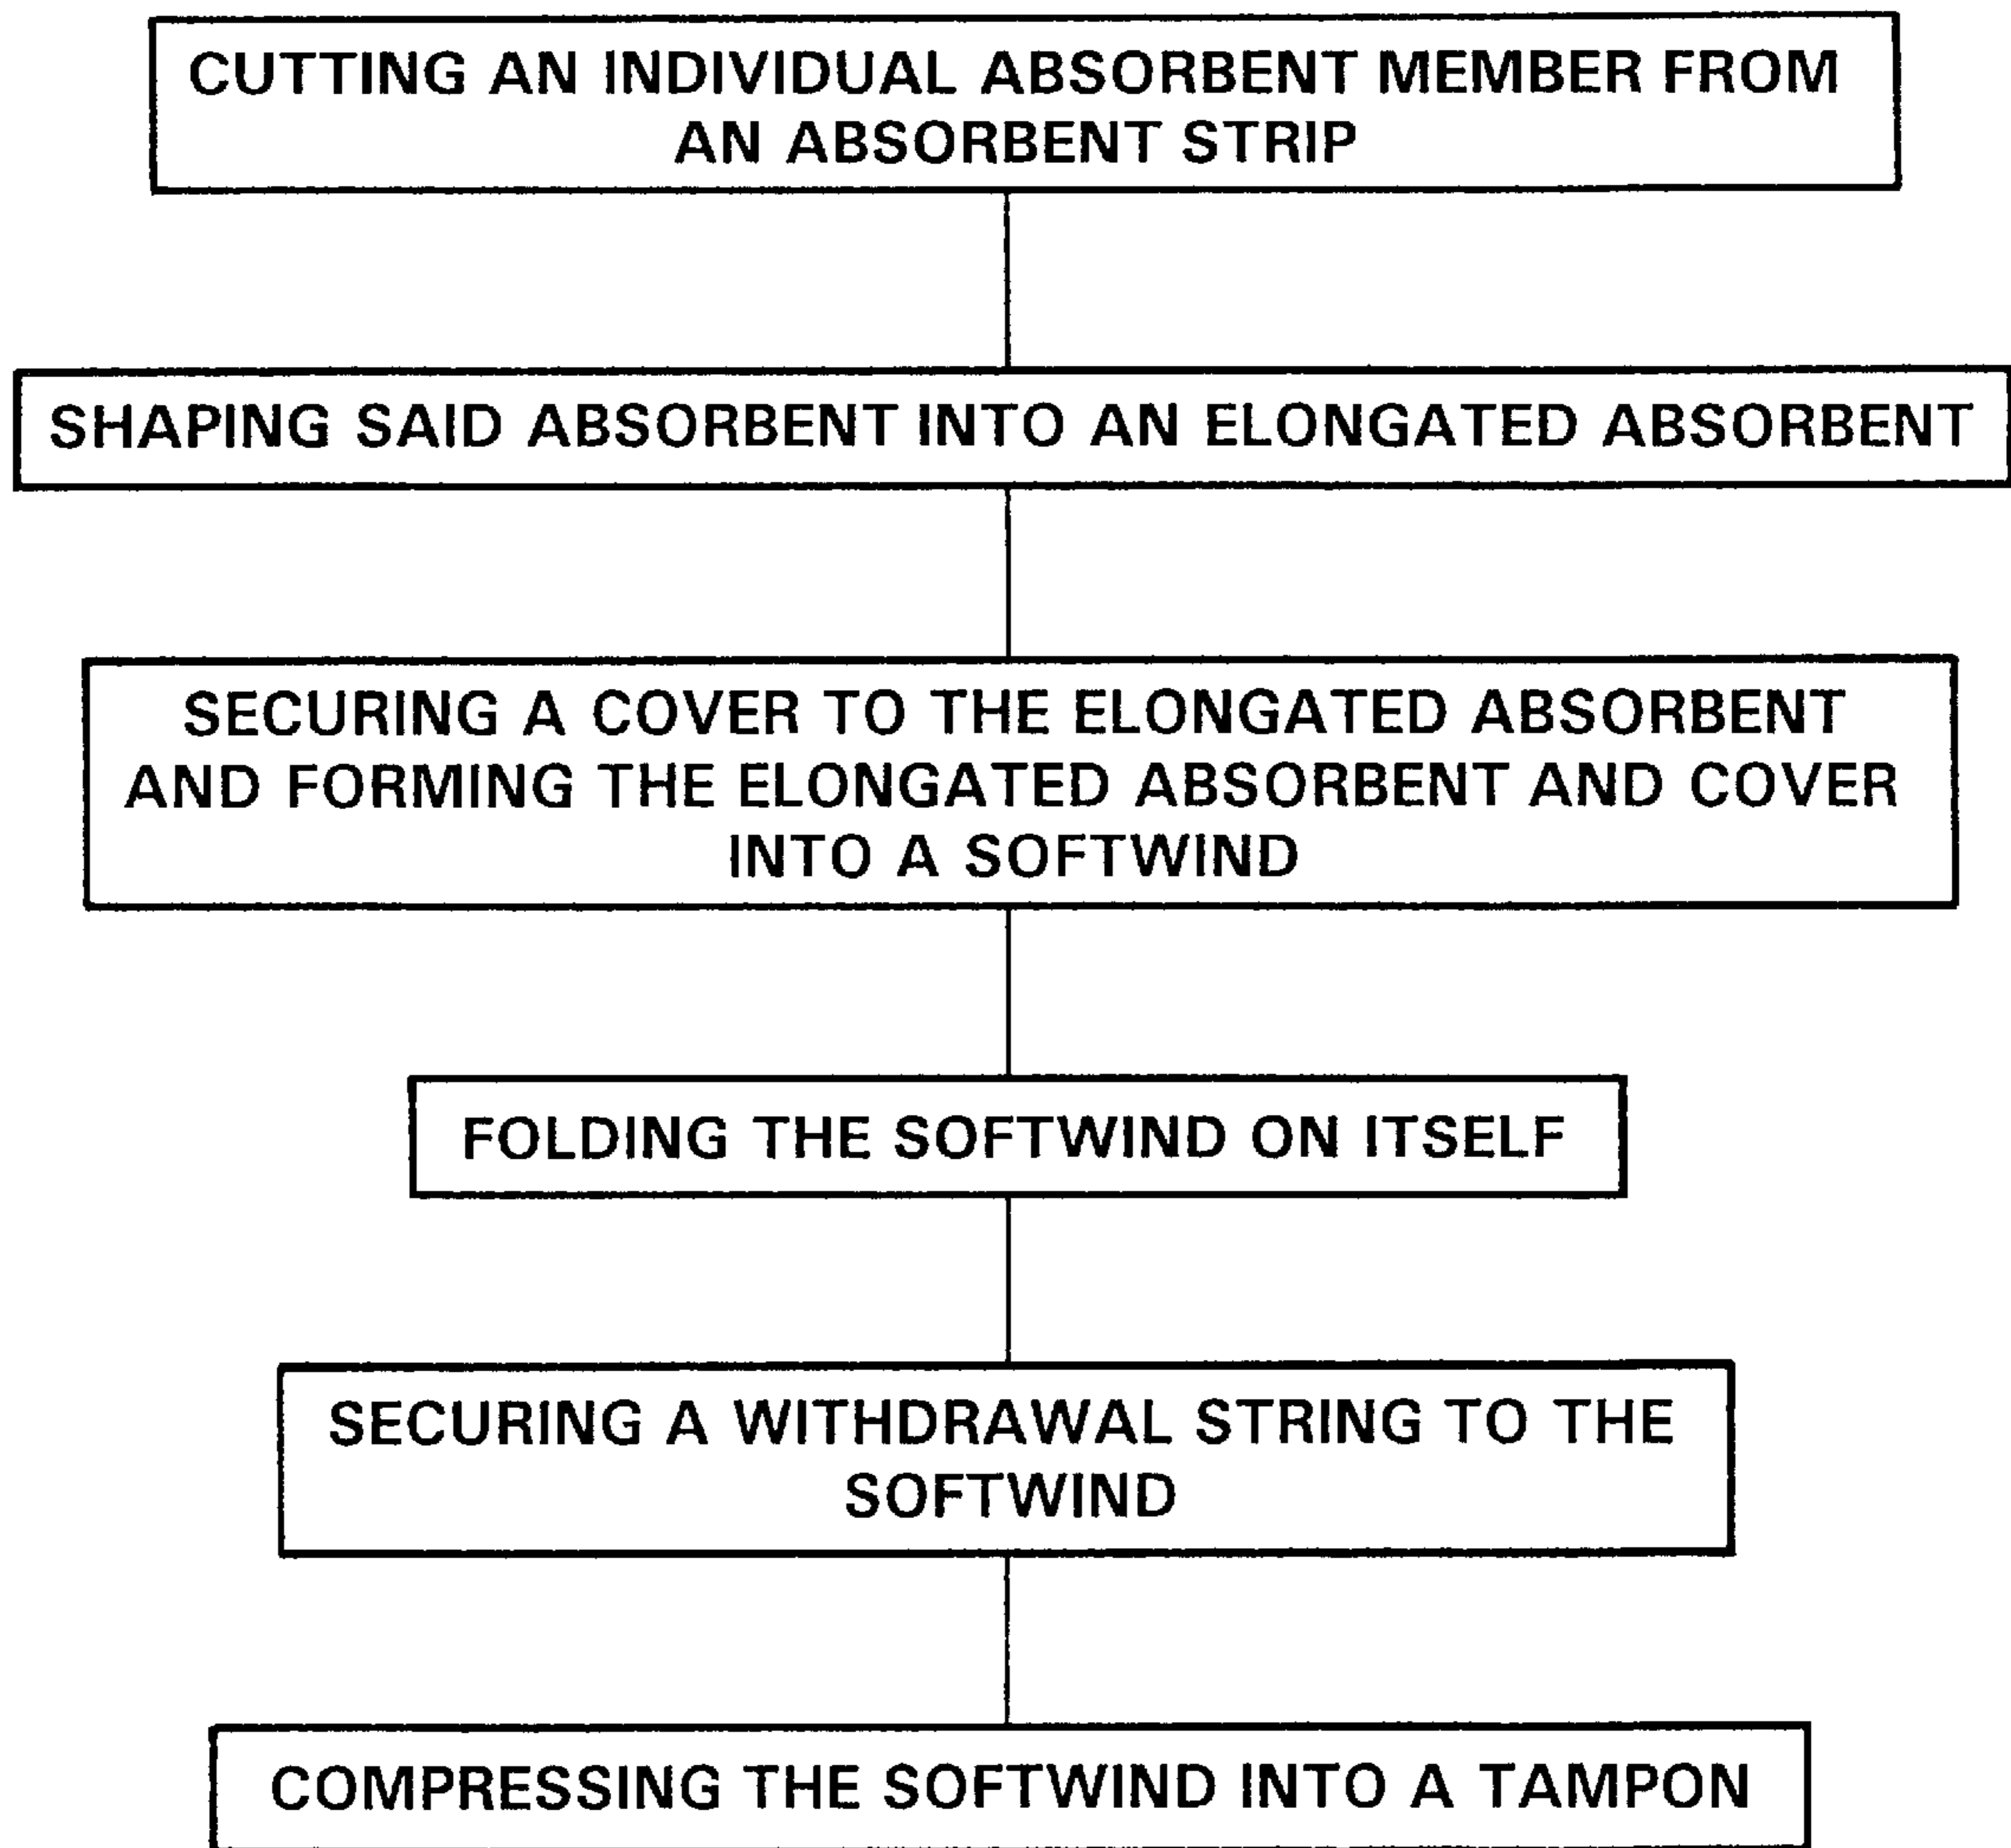 CUTTING AN INDIVIDUAL ABSORBENT MEMBER FROM
AN ABSORBENT STRIP
SHAPING SAID ABSORBENT INTO AN ELONGATED ABSORBENT
SECURING A COVER TO THE ELONGATED ABSORBENT
AND FORMING THE ELONGATED ABSORBENT AND COVER
INTO A SOFTWIND
FOLDING THE SOFTWIND ON ITSELF
SECURING A WITHDRAWAL STRING TO THE
SOFTWIND
COMPRESSING THE SOFTWIND INTO A TAMPON